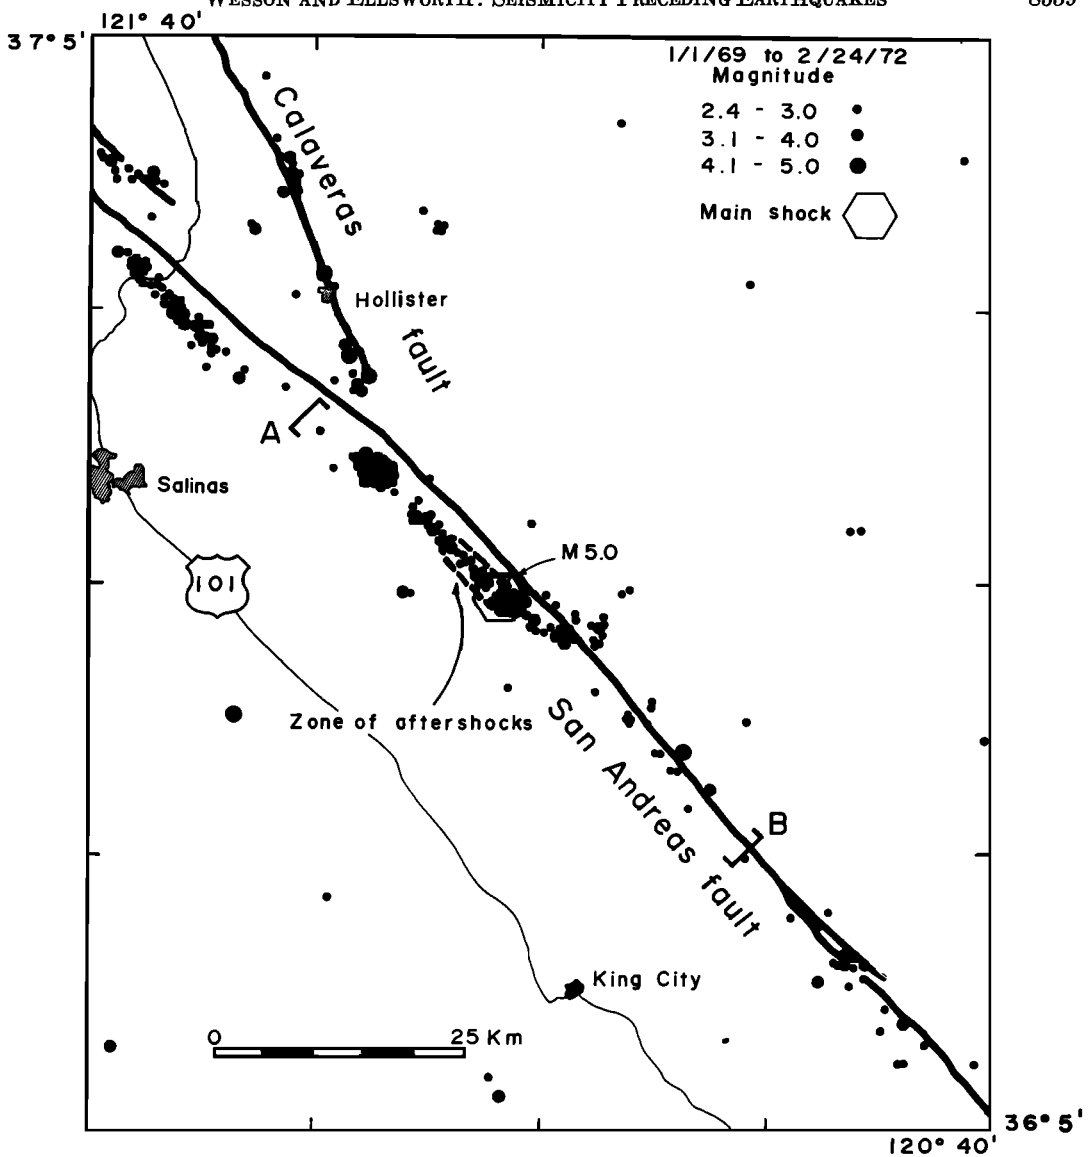 WESSON AND ELLSWORTH: SEISMICITY PRECEDING EARTHQUAKES
121° 40'
37°5'
1/1/69 to 2/24/72
Magnitude
2.4 - 3.0
3.1 - 4.0
4.1 - 5.0
Main shock
Calaveras
fault
Hollister
A
Salinas
M 5.0
101
Zone of aftershocks
San Andreas fault
B
King City
0 25 Km
36°5'
120° 40'